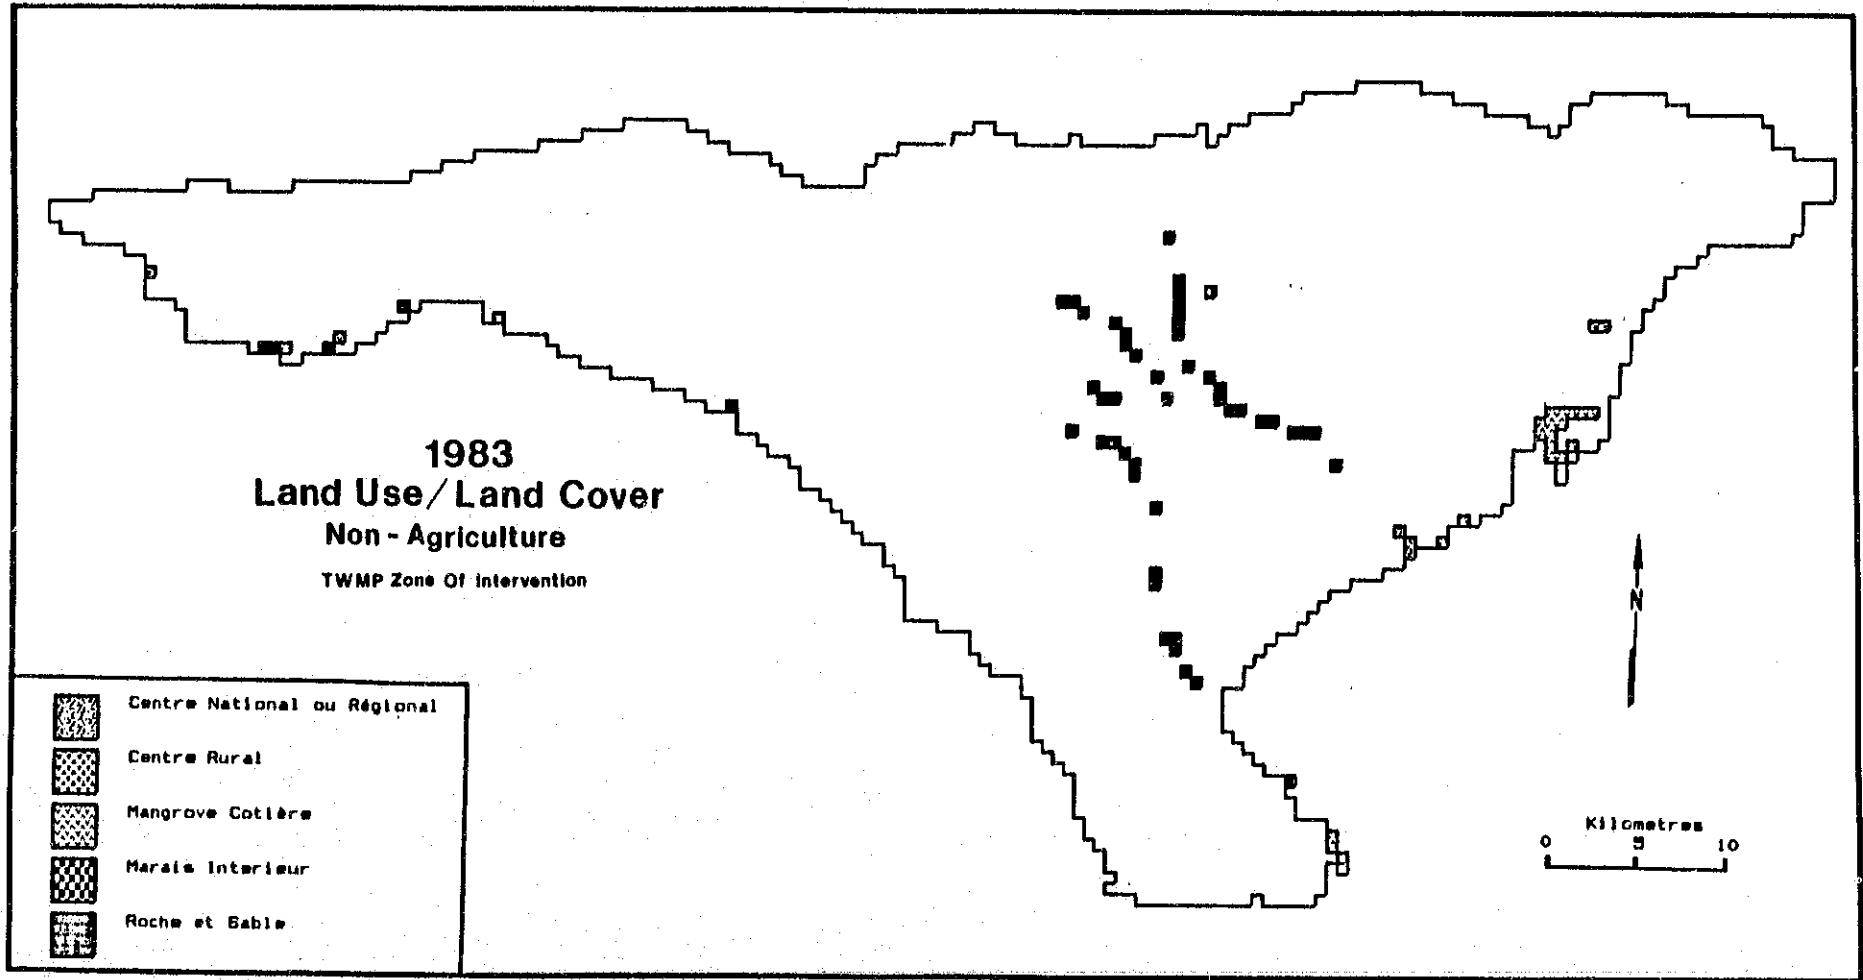 1983
Land Use/Land Cover
Non-Agriculture
TWMP Zone Of Intervention
Centre National ou Régional
Centre Rural
Mangrove Cotière
Marais Interieur
Roche et Sable
N
Kilometres
0 5 10